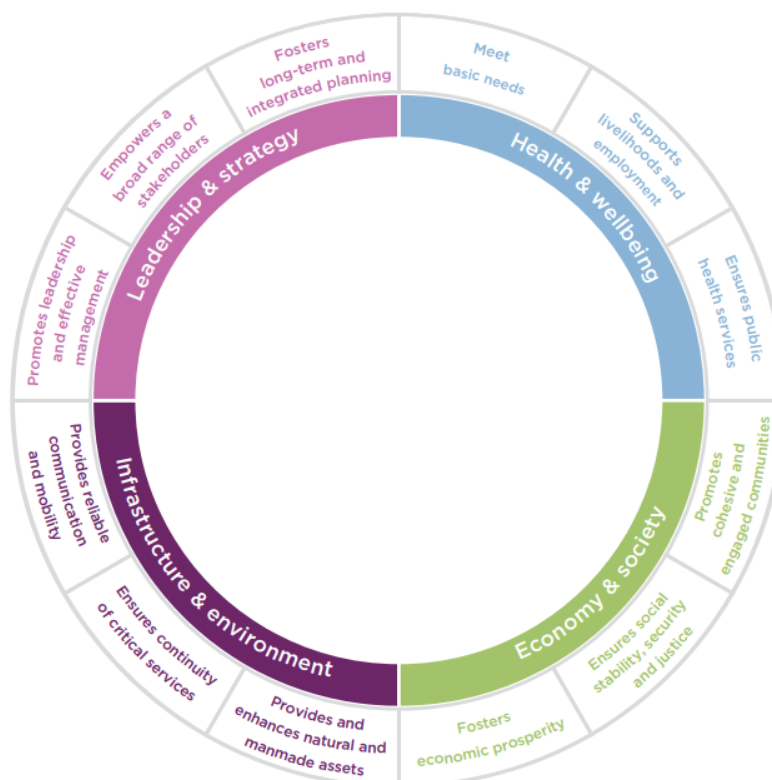 Meet
basic needs
Supports
livelihoods and
employment
Ensures public
health services
Health & wellbeing
Promotes
cohesive and
engaged communities
Ensures social
stability, security
and justice
Fosters
economic prosperity
Economy & society
Provides and
enhances natural and
manmade assets
Ensures continuity
of critical services
Provides reliable
communication
and mobility
Infrastructure & environment
Promotes leadership
and effective
management
Empowers a
broad range of
stakeholders
Fosters
long-term and
integrated planning
Leadership & strategy